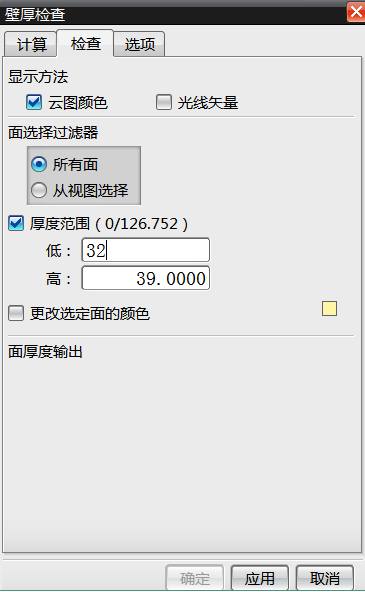 壁厚检查
计算 检查 选项
显示方法
云图颜色 光线矢量
面选择过滤器
所有面
从视图选择
厚度范围（0/126.752）
低： 32
高： 39.0000
更改选定面的颜色
面厚度输出
确定 应用 取消